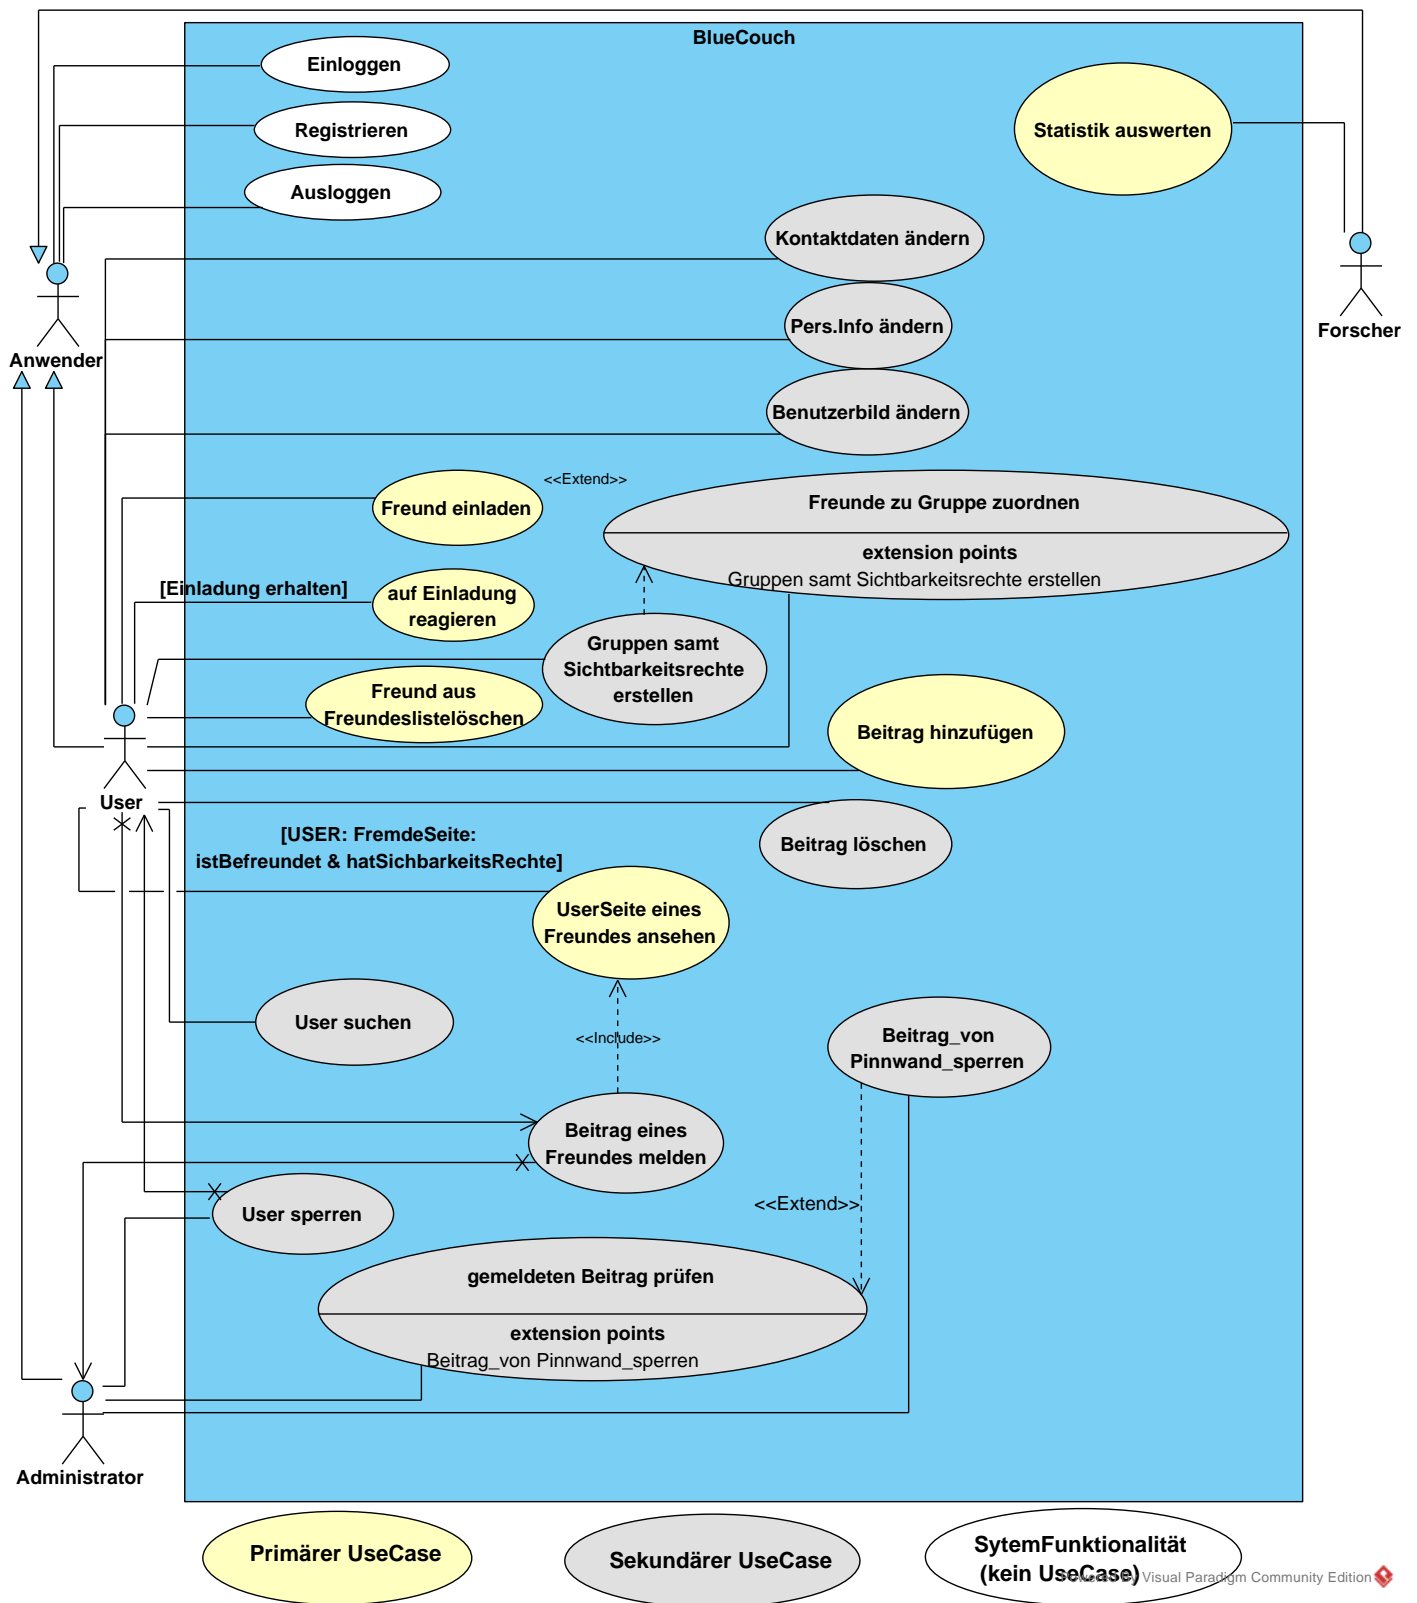 BlueCouch
Einloggen
Registrieren
Ausloggen
Statistik auswerten
Kontaktdaten ändern
Pers.Info ändern
Benutzerbild ändern
Anwender
Forscher
Freund einladen
<<Extend>>
Freunde zu Gruppe zuordnen
extension points
Gruppen samt Sichtbarkeitsrechte erstellen
[Einladung erhalten]
auf Einladung
reagieren
Gruppen samt
Sichtbarkeitsrechte
erstellen
Freund aus
Freundeslistelöschen
Beitrag hinzufügen
User
[USER: FremdeSeite:
istBefreundet & hatSichbarkeitsRechte]
Beitrag löschen
UserSeite eines
Freundes ansehen
User suchen
<<Include>>
Beitrag_von
Pinnwand_sperren
Beitrag eines
Freundes melden
User sperren
<<Extend>>
gemeldeten Beitrag prüfen
extension points
Beitrag_von Pinnwand_sperren
Administrator
Primärer UseCase
Sekundärer UseCase
SytemFunktionalität
(kein UseCase)
Powered By Visual Paradigm Community Edition